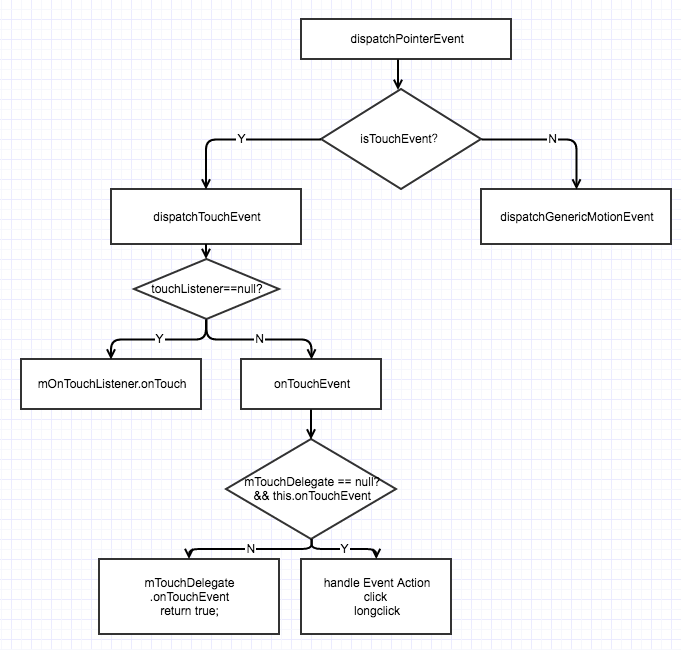 dispatchPointerEvent
isTouchEvent?
Y
N
dispatchTouchEvent
dispatchGenericMotionEvent
touchListener==null?
Y
N
mOnTouchListener.onTouch
onTouchEvent
mTouchDelegate == null?
&& this.onTouchEvent
N
Y
mTouchDelegate
.onTouchEvent
return true;
handle Event Action
click
longclick